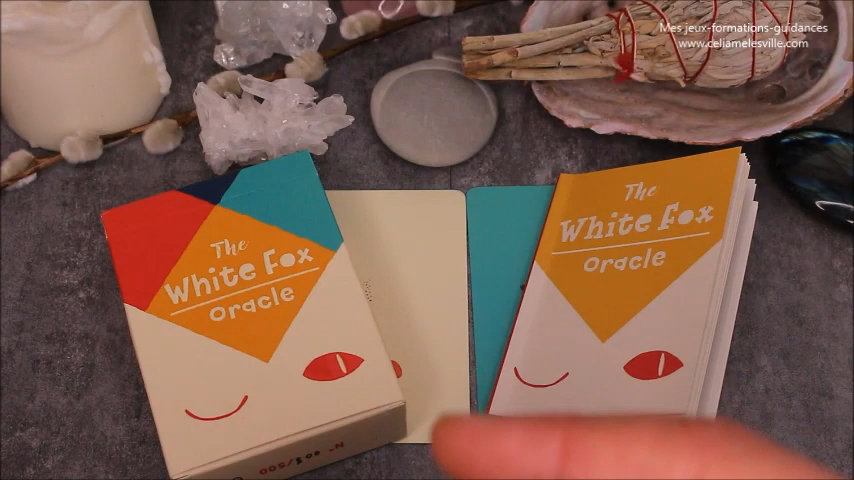 Mes jeux-formations-guidances
www.celiamelesville.com
The
White Fox
Oracle
The
White Fox
Oracle